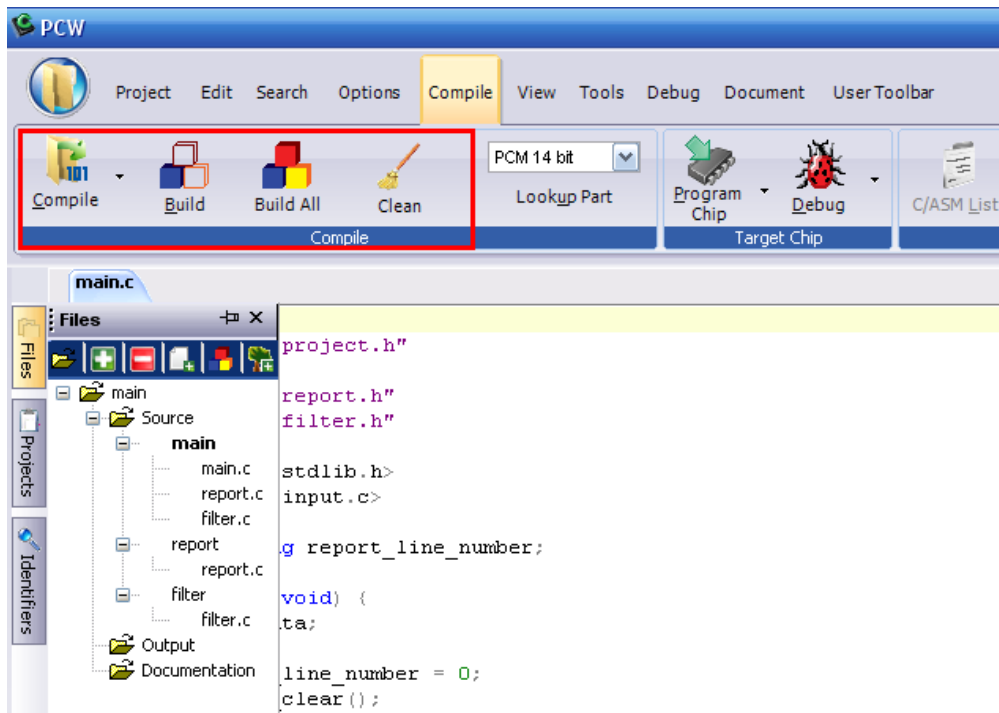 PCW
Project Edit Search Options Compile View Tools Debug Document User Toolbar
101
Compile Build Build All Clean
PCM 14 bit
Lookup Part
Program Chip Debug
C/ASM List
Compile
Target Chip
main.c
Files
Files
Projects
Identifiers
main
Source
main
main.c
report.c
filter.c
report
report.c
filter
filter.c
Output
Documentation
project.h"
report.h"
filter.h"
stdlib.h>
input.c>
g report_line_number;
void) {
ta;
line_number = 0;
clear();